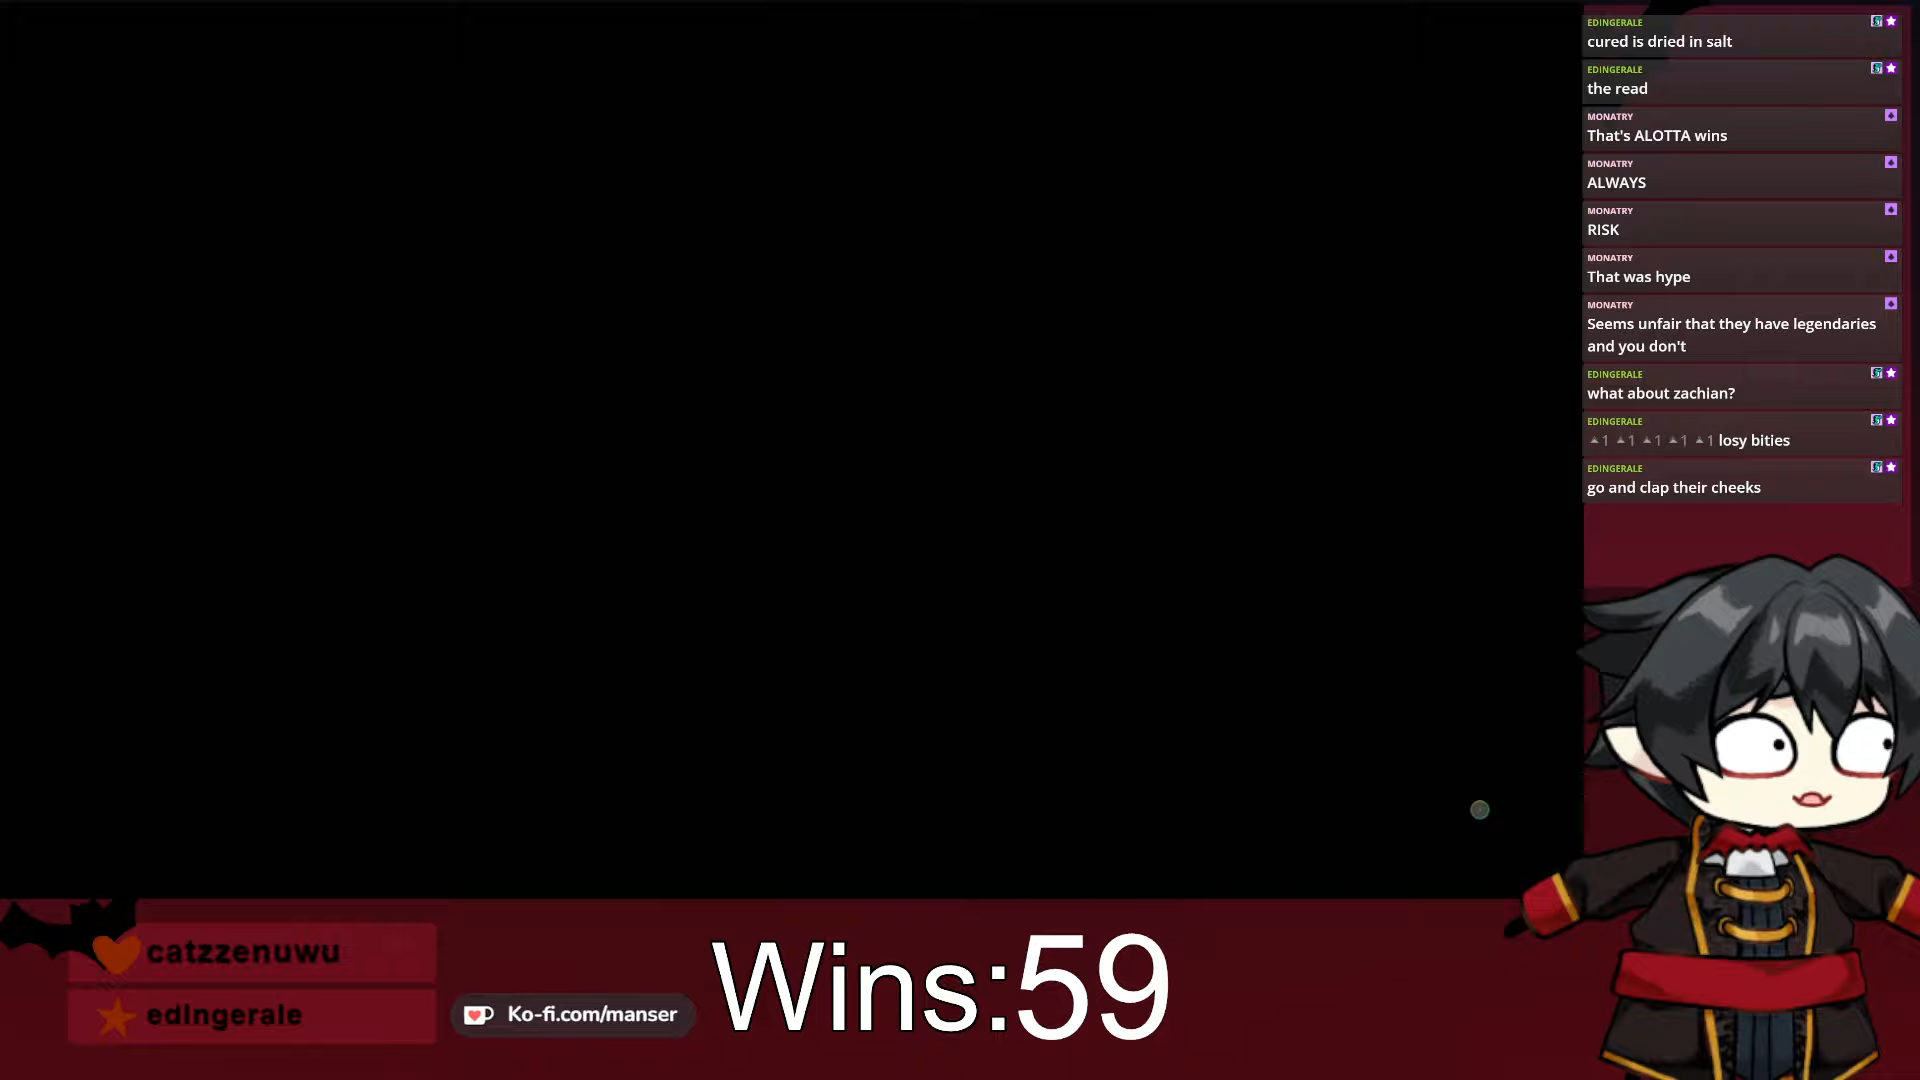 EDINGERALE
cured is dried in salt
EDINGERALE
the read
MONATRY
That's ALOTTA wins
MONATRY
ALWAYS
MONATRY
RISK
MONATRY
That was hype
MONATRY
Seems unfair that they have legendaries
and you don't
EDINGERALE
what about zachian?
EDINGERALE
1 1 1 1 1 losy bities
EDINGERALE
go and clap their cheeks
catzzenuwu
edingerale
Ko-fi.com/manser
Wins:59